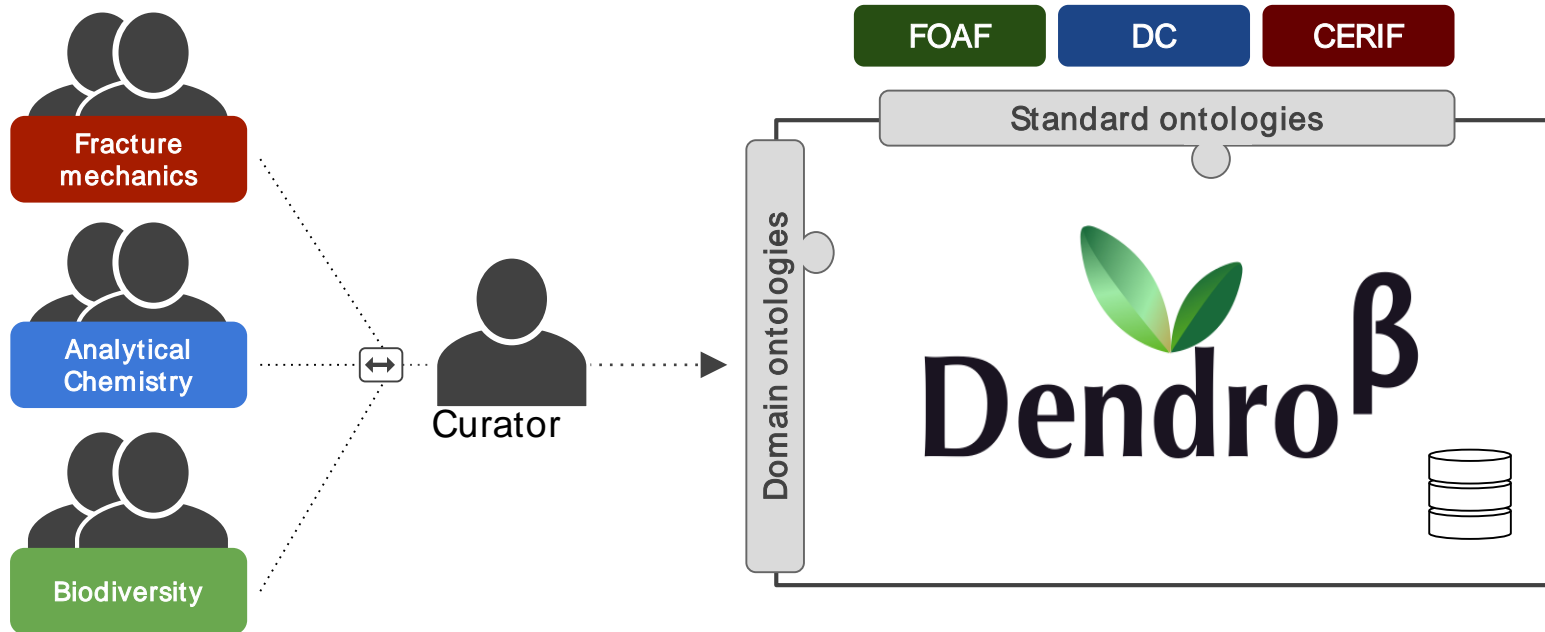 Fracture
mechanics
Analytical
Chemistry
Biodiversity
Curator
FOAF
DC
CERIF
Standard ontologies
Domain ontologies
Dendro β